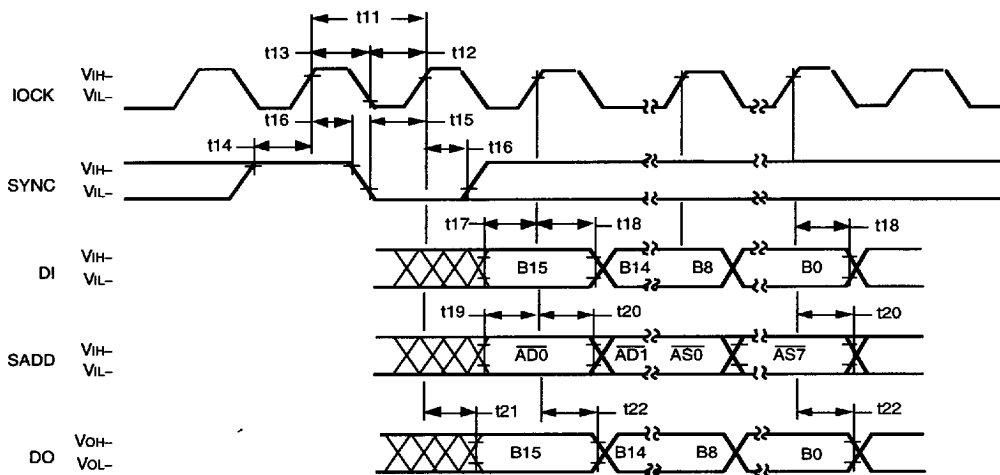 t11
t13 t12
IOCK VIH– VIL–
t16 t15
t14 t16
SYNC VIH– VIL–
t17 t18 t18
DI VIH– VIL– B15 B14 B8 B0
t19 t20 t20
SADD VIH– VIL– AD0 AD1 AS0 AS7
t21 t22 t22
DO VOH– VOL– B15 B14 B8 B0